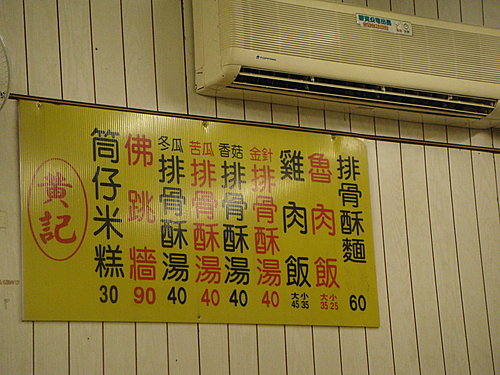 排骨酥麵 60
魯肉飯 大35 小25
雞肉飯 大45 小35
金針排骨酥湯 40
香菇排骨酥湯 40
苦瓜排骨酥湯 40
冬瓜排骨酥湯 40
佛跳牆 90
筒仔米糕 30
黃記